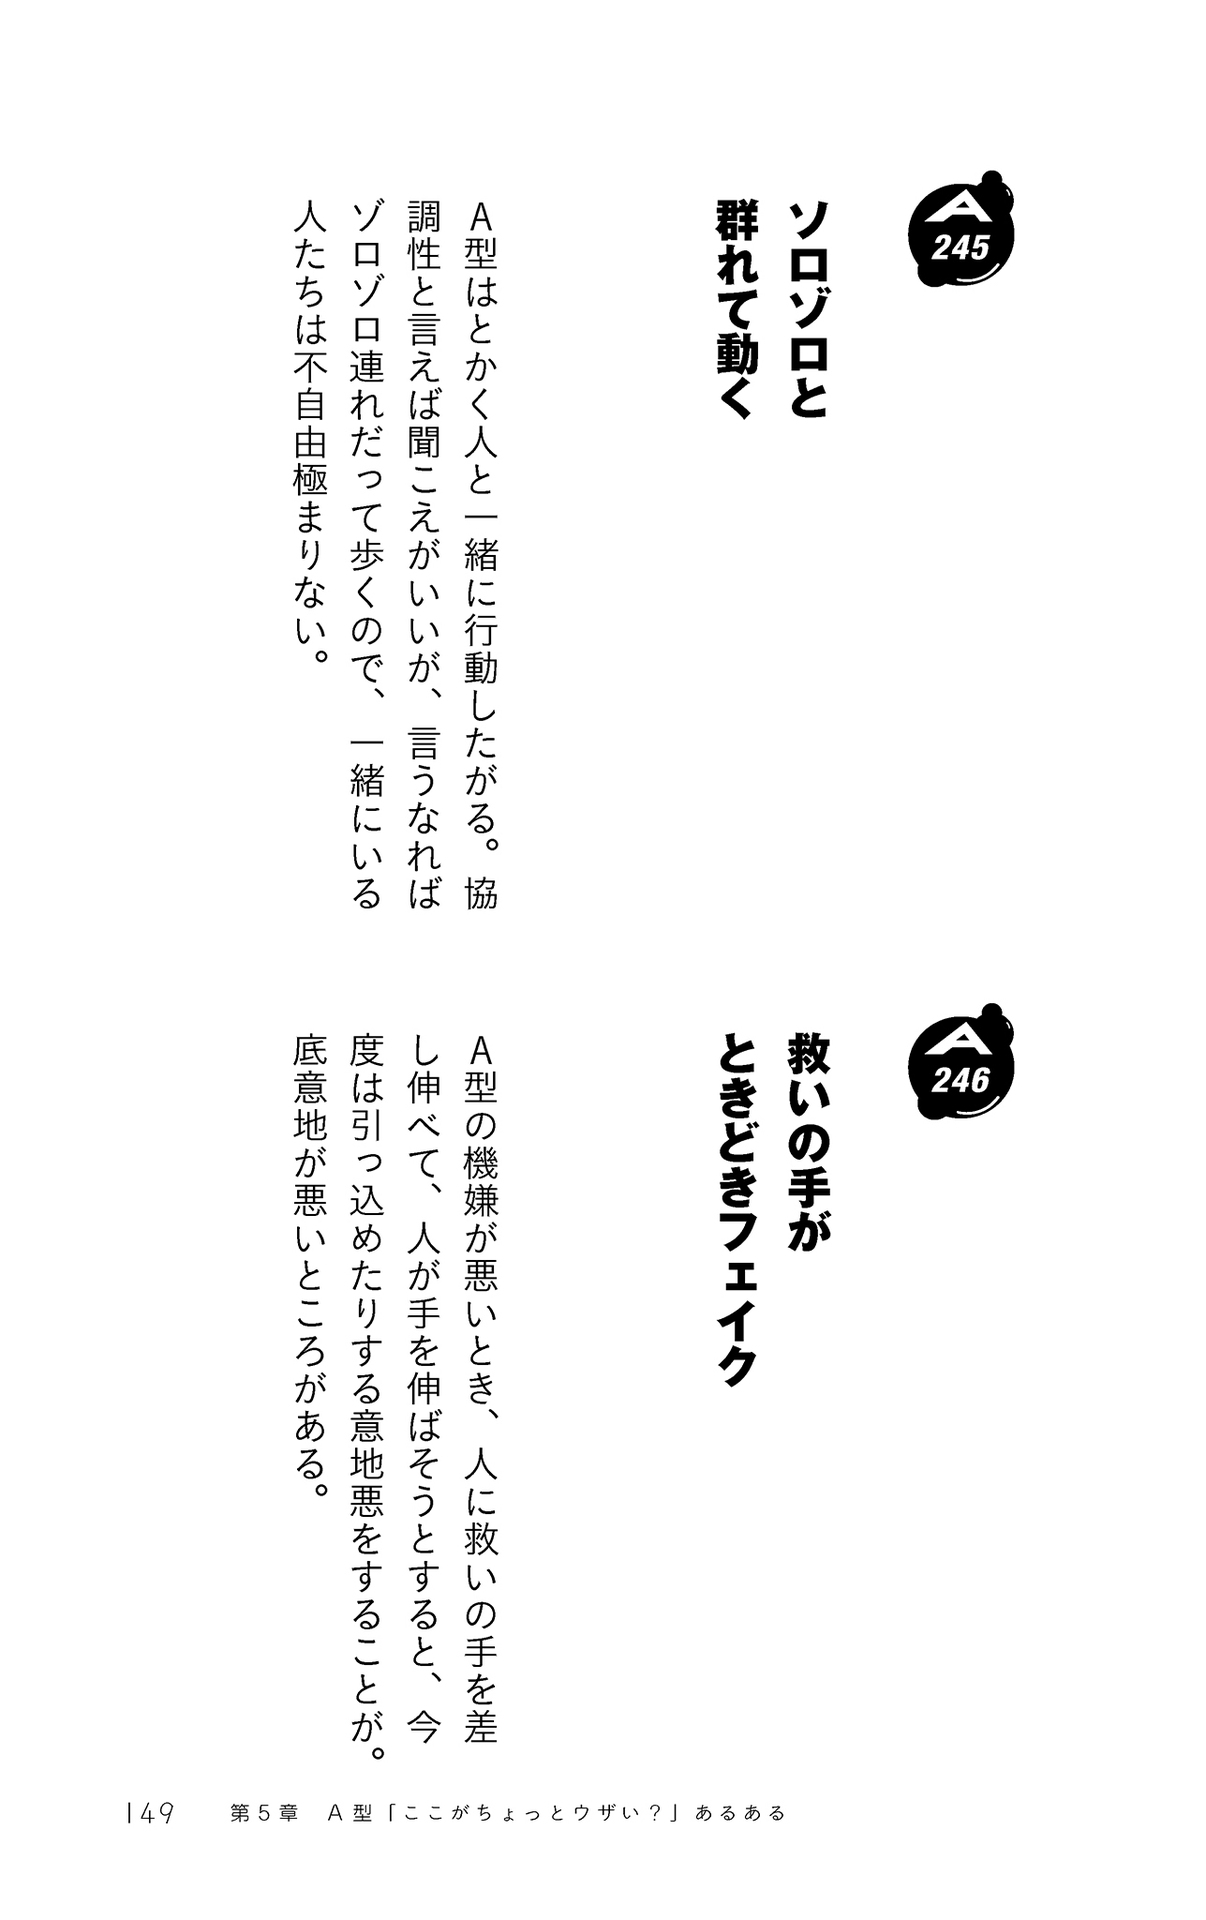 A
245
ソロゾロと
群れて動く
A型はとかく人と一緒に行動したがる。協
調性と言えば聞こえがいいが、言うなれば
ゾロゾロ連れだって歩くので、一緒にいる
人たちは不自由極まりない。
A
246
救いの手が
ときどきフェイク
A型の機嫌が悪いとき、人に救いの手を差
し伸べて、人が手を伸ばそうとすると、今
度は引っ込めたりする意地悪をすることが。
底意地が悪いところがある。
149 第5章 A型「ここがちょっとウザい？」あるある